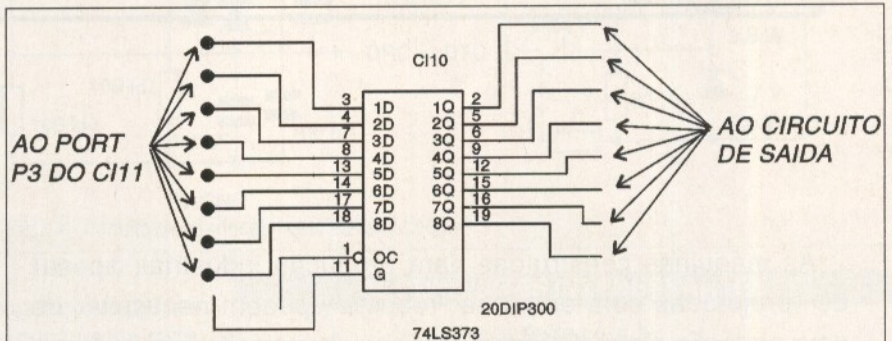 CI10
AO PORT
P3 DO CI11
3 1D 1Q 2
4 2D 2Q 5
7 3D 3Q 6
8 4D 4Q 9
13 5D 5Q 12
14 6D 6Q 15
17 7D 7Q 16
18 8D 8Q 19
1 OC
11 G
AO CIRCUITO
DE SAIDA
20DIP300
74LS373